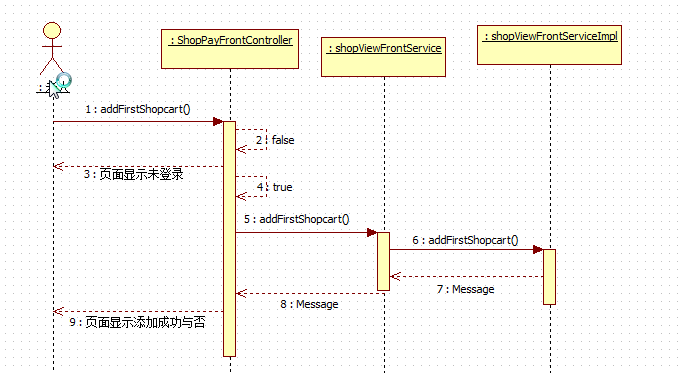 : ShopPayFrontController
: shopViewFrontService
: shopViewFrontServiceImpl
1 : addFirstShopcart()
2 : false
3 : 页面显示未登录
4 : true
5 : addFirstShopcart()
6 : addFirstShopcart()
7 : Message
8 : Message
9 : 页面显示添加成功与否